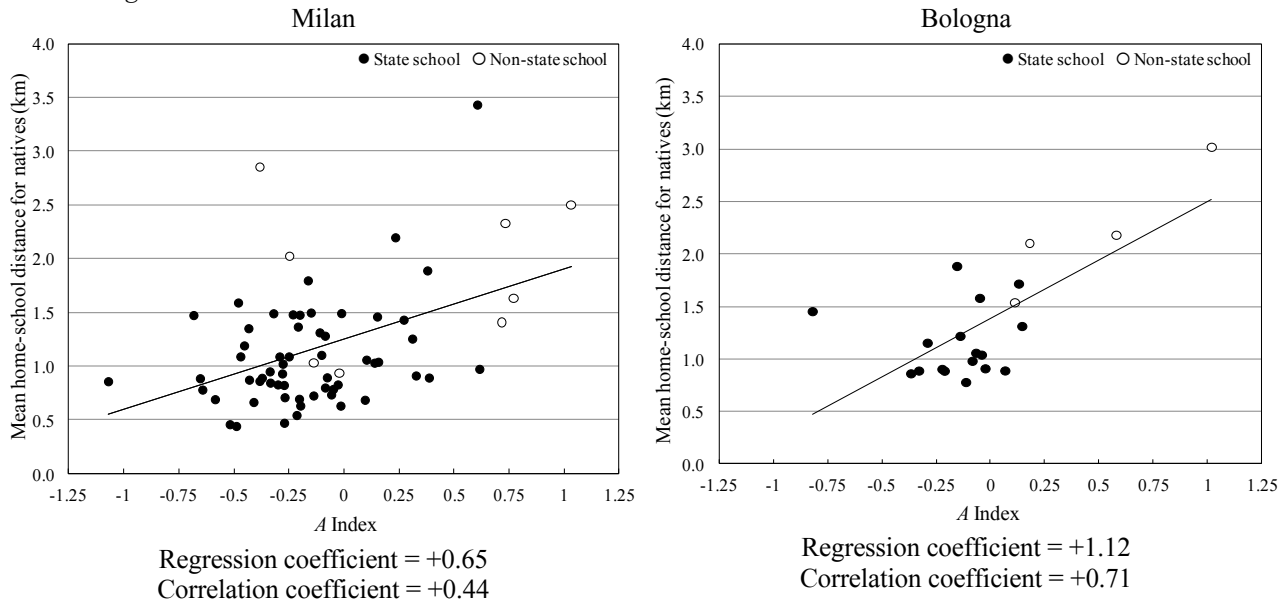 Milan
Mean home-school distance for natives (km)
4.0
3.5
3.0
2.5
2.0
1.5
1.0
0.5
0.0
State school Non-state school
-1.25 -1 -0.75 -0.5 -0.25 0 0.25 0.5 0.75 1 1.25
A Index
Regression coefficient = +0.65
Correlation coefficient = +0.44
Bologna
Mean home-school distance for natives (km)
4.0
3.5
3.0
2.5
2.0
1.5
1.0
0.5
0.0
State school Non-state school
-1.25 -1 -0.75 -0.5 -0.25 0 0.25 0.5 0.75 1 1.25
A Index
Regression coefficient = +1.12
Correlation coefficient = +0.71